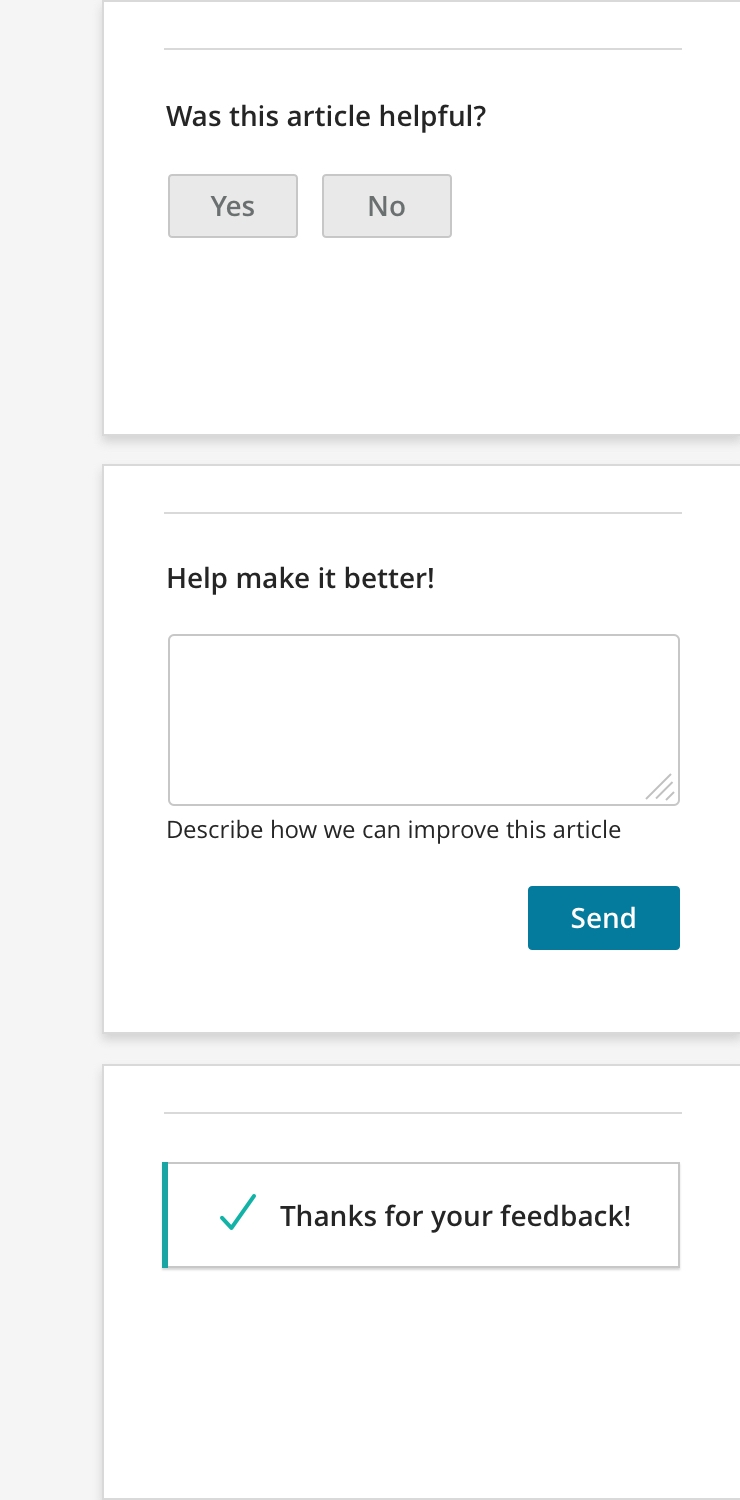 Was this article helpful?
Yes No
Help make it better!
Describe how we can improve this article
Send
Thanks for your feedback!